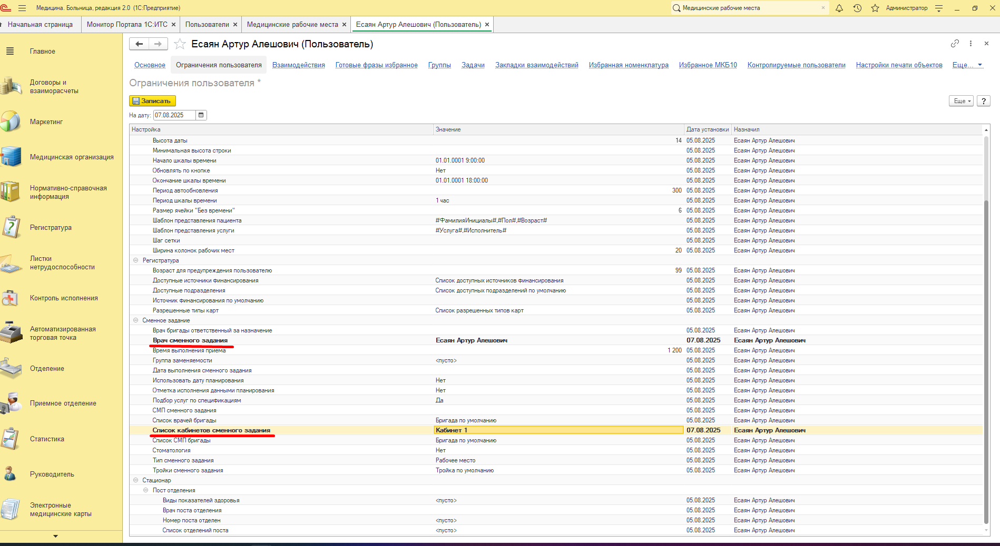 Медицина. Больница, редакция 2.0 (1С:Предприятие)
Медицинские рабочие места
Администратор
Начальная страница
Монитор Портала 1С:ИТС
Пользователи
Медицинские рабочие места
Есаян Артур Алешович (Пользователь)
Главное
Договоры и
взаиморасчеты
Маркетинг
Медицинская организация
Нормативно-справочная
информация
Регистратура
Листки
нетрудоспособности
Контроль исполнения
Автоматизированная
торговая точка
Отделение
Приемное отделение
Статистика
Руководитель
Электронные
медицинские карты
Есаян Артур Алешович (Пользователь)
Основное Ограничения пользователя Взаимодействия Готовые фразы избранное Группы Задачи Закладки взаимодействий Избранная номенклатура Избранное МКБ10 Контролируемые пользователи Настройки печати объектов Еще...
Ограничения пользователя *
Записать
Еще
?
На дату: 07.08.2025
Настройка Значение Дата установки Назначил
Высота даты 14 05.08.2025 Есаян Артур Алешович
Минимальная высота строки 05.08.2025 Есаян Артур Алешович
Начало шкалы времени 01.01.0001 9:00:00 05.08.2025 Есаян Артур Алешович
Обновлять по кнопке Нет 05.08.2025 Есаян Артур Алешович
Окончание шкалы времени 01.01.0001 18:00:00 05.08.2025 Есаян Артур Алешович
Период автообновления 300 05.08.2025 Есаян Артур Алешович
Период шкалы времени 1 час 05.08.2025 Есаян Артур Алешович
Размер ячейки "Без времени" 6 05.08.2025 Есаян Артур Алешович
Шаблон представления пациента #ФамилияИнициалы#,#Пол#,#Возраст# 05.08.2025 Есаян Артур Алешович
Шаблон представления услуги #Услуга#,#Исполнитель# 05.08.2025 Есаян Артур Алешович
Шаг сетки 05.08.2025 Есаян Артур Алешович
Ширина колонок рабочих мест 20 05.08.2025 Есаян Артур Алешович
Регистратура
Возраст для предупреждения пользователю 99 05.08.2025 Есаян Артур Алешович
Доступные источники финансирования Список доступных источников финансирования 05.08.2025 Есаян Артур Алешович
Доступные подразделения Список доступных подразделений по умолчанию 05.08.2025 Есаян Артур Алешович
Источник финансирования по умолчанию 05.08.2025 Есаян Артур Алешович
Разрешенные типы карт Список разрешенных типов карт 05.08.2025 Есаян Артур Алешович
Сменное задание
Врач бригады ответственный за назначение 05.08.2025 Есаян Артур Алешович
Врач сменного задания Есаян Артур Алешович 07.08.2025 Есаян Артур Алешович
Время выполнения приема 1 200 05.08.2025 Есаян Артур Алешович
Группа заменяемости <пусто> 05.08.2025 Есаян Артур Алешович
Дата выполнения сменного задания 05.08.2025 Есаян Артур Алешович
Использовать дату планирования Нет 05.08.2025 Есаян Артур Алешович
Отметка исполнения данными планирования Нет 05.08.2025 Есаян Артур Алешович
Подбор услуг по спецификациям Да 05.08.2025 Есаян Артур Алешович
СМП сменного задания 05.08.2025 Есаян Артур Алешович
Список врачей бригады Бригада по умолчанию 05.08.2025 Есаян Артур Алешович
Список кабинетов сменного задания Кабинет 1 07.08.2025 Есаян Артур Алешович
Список СМП бригады Бригада по умолчанию 05.08.2025 Есаян Артур Алешович
Стоматология Нет 05.08.2025 Есаян Артур Алешович
Тип сменного задания Рабочее место 05.08.2025 Есаян Артур Алешович
Тройки сменного задания Тройка по умолчанию 05.08.2025 Есаян Артур Алешович
Стационар
Пост отделения
Виды показателей здоровья <пусто> 05.08.2025 Есаян Артур Алешович
Врач поста отделения 05.08.2025 Есаян Артур Алешович
Номер поста отделен <пусто> 05.08.2025 Есаян Артур Алешович
Список отделений поста <пусто> 05.08.2025 Есаян Артур Алешович